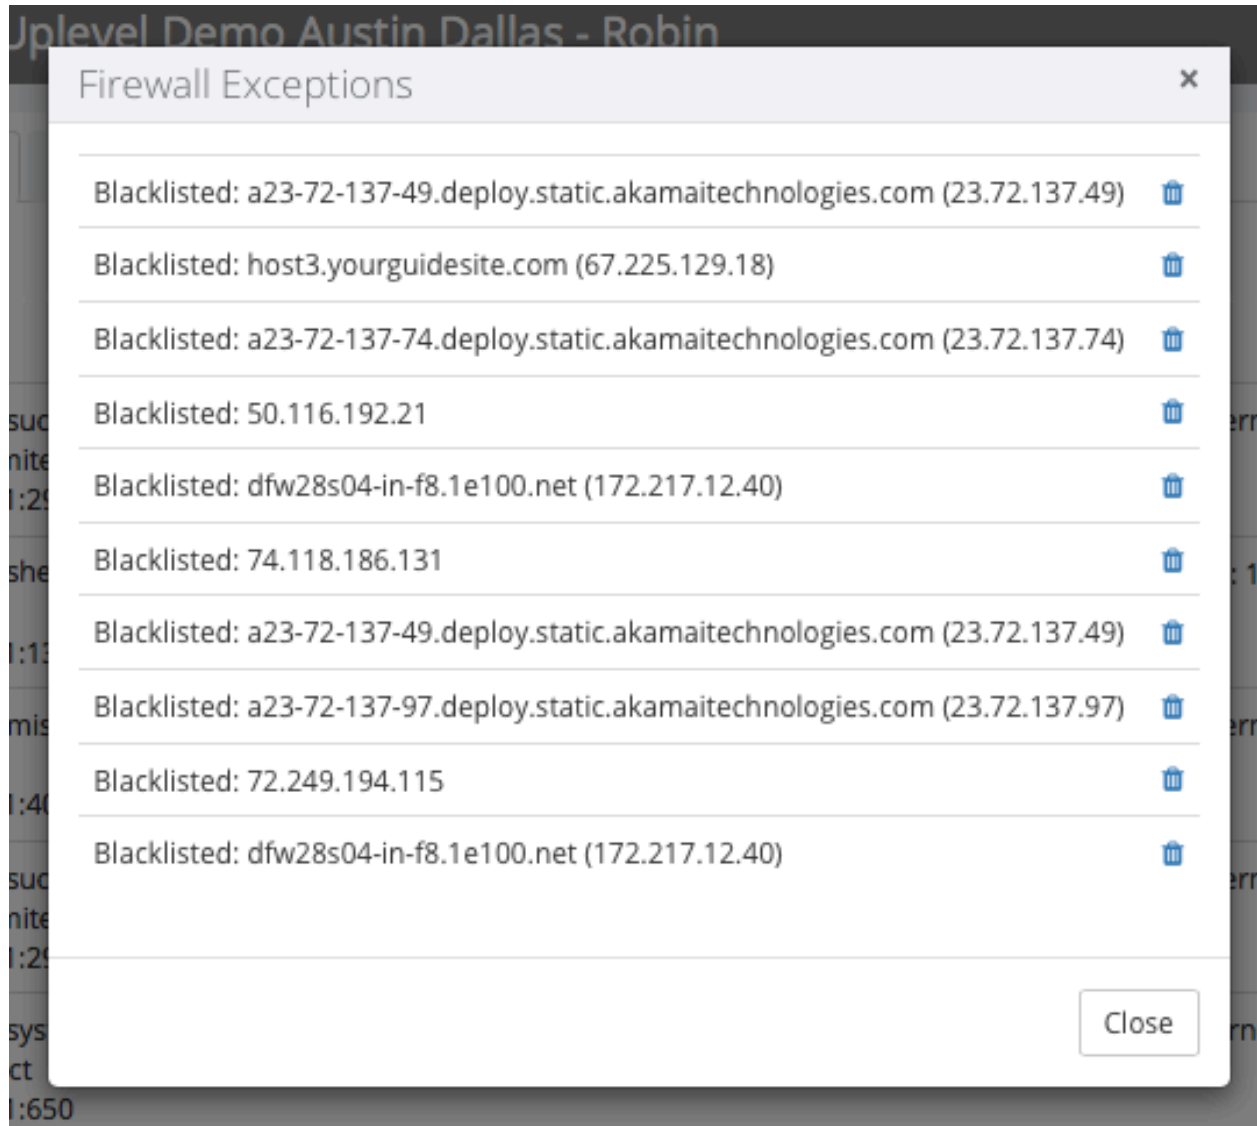 Uplevel Demo Austin Dallas - Robin
Firewall Exceptions
×
Blacklisted: a23-72-137-49.deploy.static.akamaitechnologies.com (23.72.137.49)
Blacklisted: host3.yourguidesite.com (67.225.129.18)
Blacklisted: a23-72-137-74.deploy.static.akamaitechnologies.com (23.72.137.74)
Blacklisted: 50.116.192.21
Blacklisted: dfw28s04-in-f8.1e100.net (172.217.12.40)
Blacklisted: 74.118.186.131
Blacklisted: a23-72-137-49.deploy.static.akamaitechnologies.com (23.72.137.49)
Blacklisted: a23-72-137-97.deploy.static.akamaitechnologies.com (23.72.137.97)
Blacklisted: 72.249.194.115
Blacklisted: dfw28s04-in-f8.1e100.net (172.217.12.40)
Close
ct
1:650